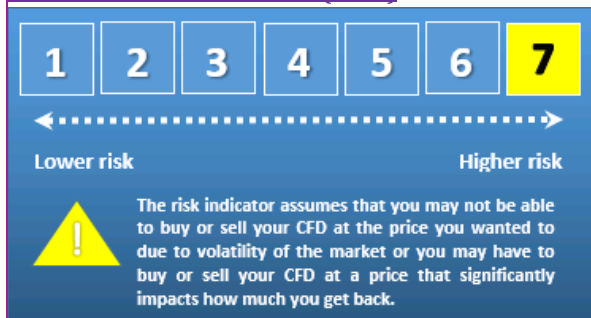 1 2 3 4 5 6 7
Lower risk Higher risk
!
The risk indicator assumes that you may not be able
to buy or sell your CFD at the price you wanted to
due to volatility of the market or you may have to
buy or sell your CFD at a price that significantly
impacts how much you get back.